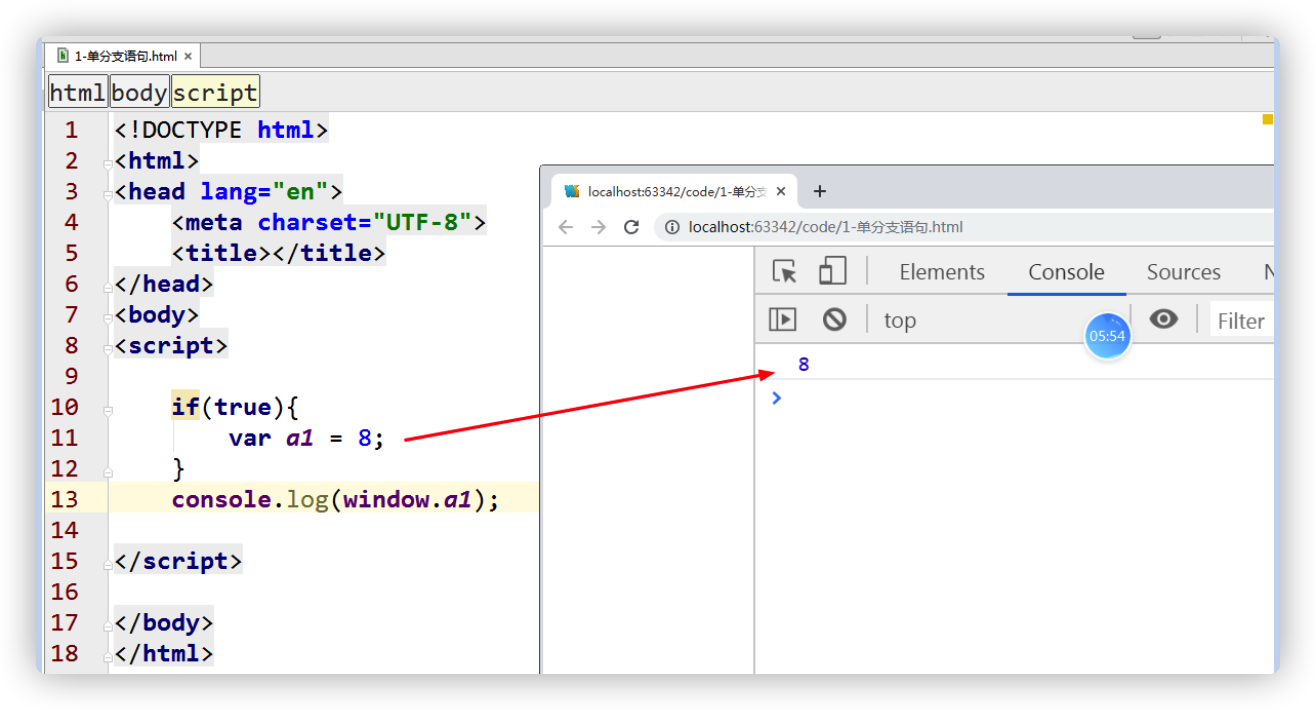 1-单分支语句.html ×
html body script
1 <!DOCTYPE html>
2 <html>
3 <head lang="en">
4 <meta charset="UTF-8">
5 <title></title>
6 </head>
7 <body>
8 <script>
9
10 if(true){
11 var a1 = 8;
12 }
13 console.log(window.a1);
14
15 </script>
16
17 </body>
18 </html>
localhost:63342/code/1-单分支 × +
localhost:63342/code/1-单分支语句.html
Elements Console Sources N
top 05:54 Filter
8